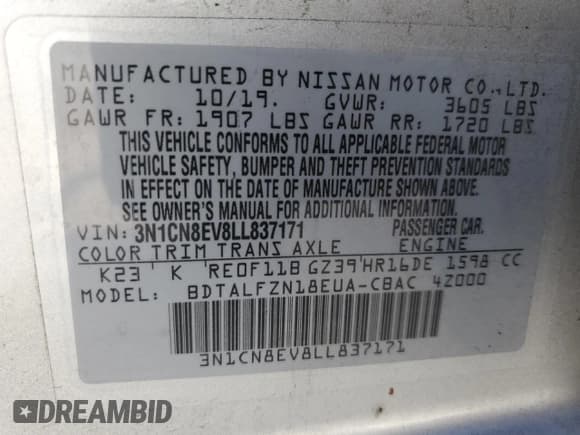 MANUFACTURED BY NISSAN MOTOR CO.,LTD.
DATE: 10/19. GVWR: 3605 LBS
GAWR FR: 1907 LBS GAWR RR: 1720 LBS
THIS VEHICLE CONFORMS TO ALL APPLICABLE FEDERAL MOTOR
VEHICLE SAFETY, BUMPER AND THEFT PREVENTION STANDARDS
IN EFFECT ON THE DATE OF MANUFACTURE SHOWN ABOVE.
SEE OWNER'S MANUAL FOR ADDITIONAL INFORMATION.
VIN: 3N1CN8EV8LL837171 PASSENGER CAR.
COLOR TRIM TRANS AXLE ENGINE
K23 K RE0F11B GZ39 HR16DE 1598 CC
MODEL: BDTALFZN18EUA-CBAC 4Z000
3N1CN8EV8LL837171
DREAMBID